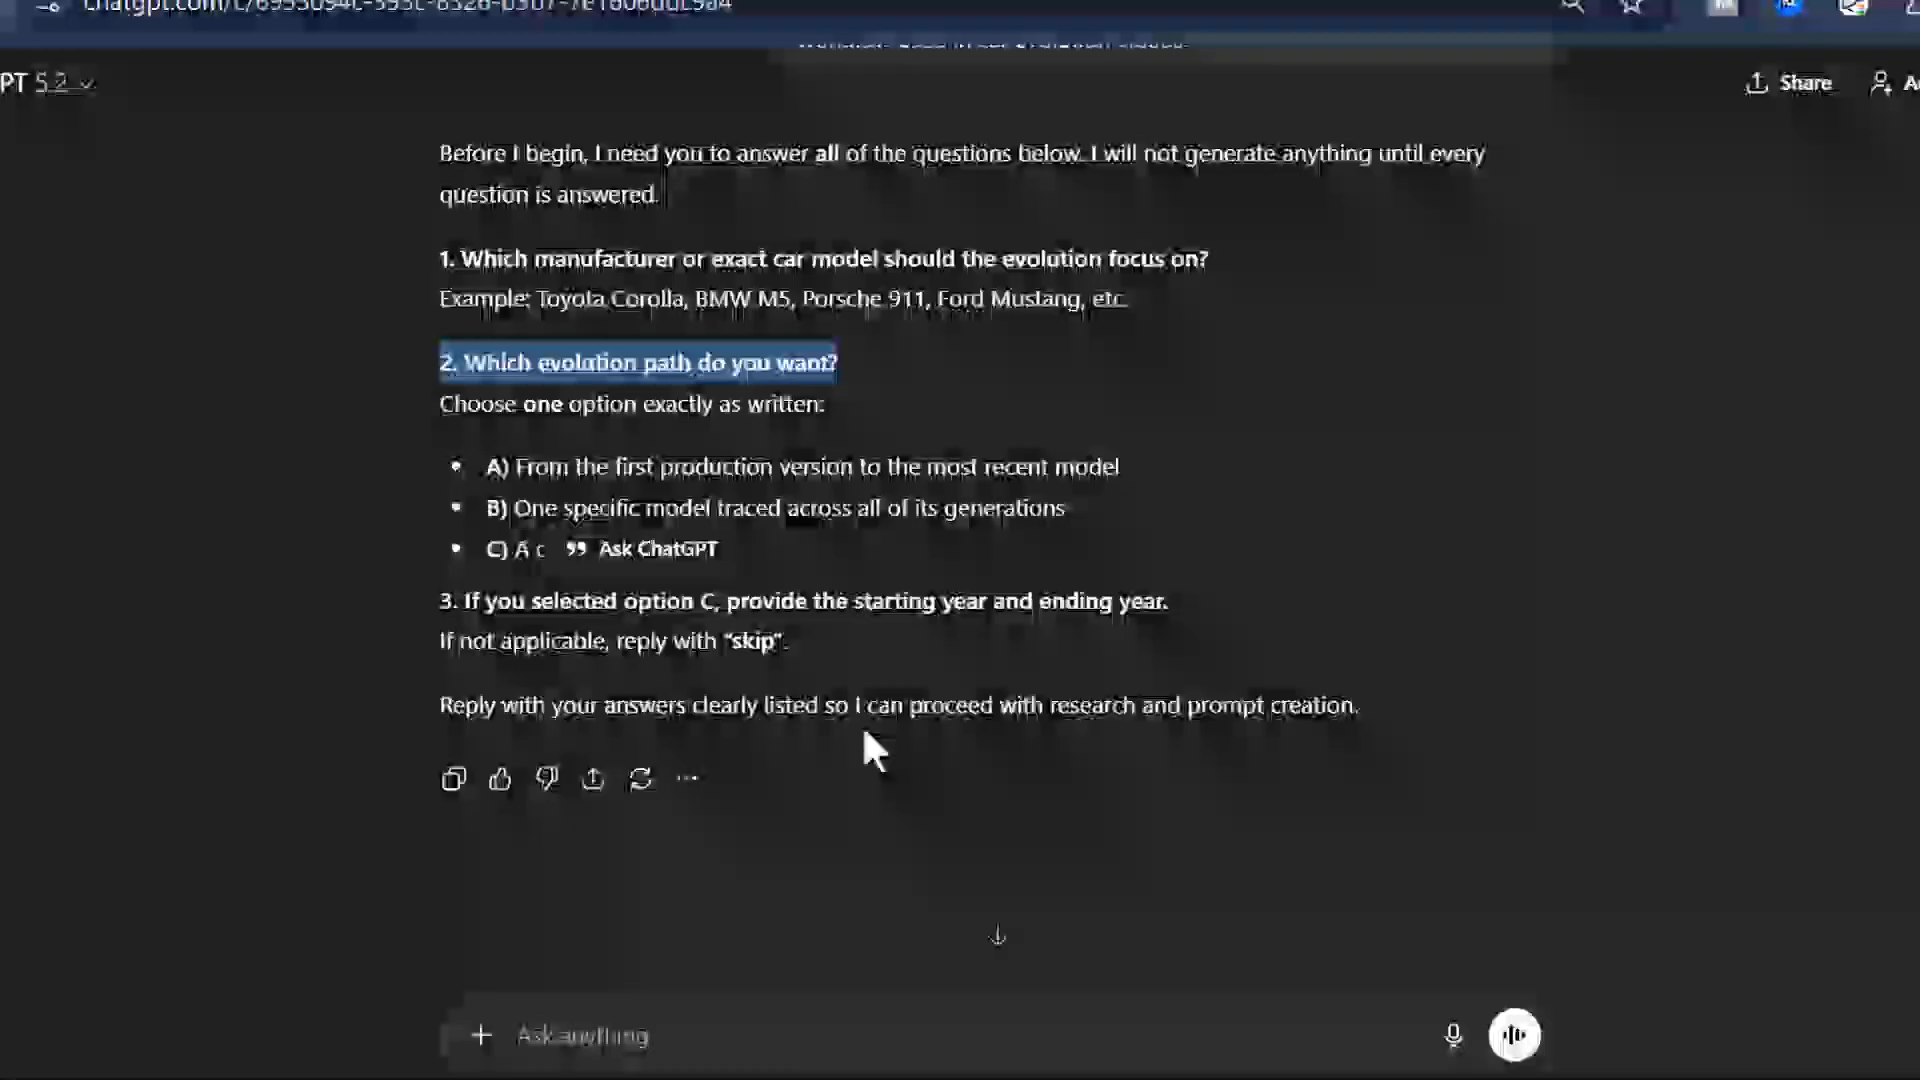 PT 5.2
Share
Before I begin, I need you to answer all of the questions below. I will not generate anything until every
question is answered.
1. Which manufacturer or exact car model should the evolution focus on?
Example: Toyota Corolla, BMW M5, Porsche 911, Ford Mustang, etc.
2. Which evolution path do you want?
Choose one option exactly as written:
• A) From the first production version to the most recent model
• B) One specific model traced across all of its generations
• C) A c
Ask ChatGPT
3. If you selected option C, provide the starting year and ending year.
If not applicable, reply with "skip".
Reply with your answers clearly listed so I can proceed with research and prompt creation.
Ask anything